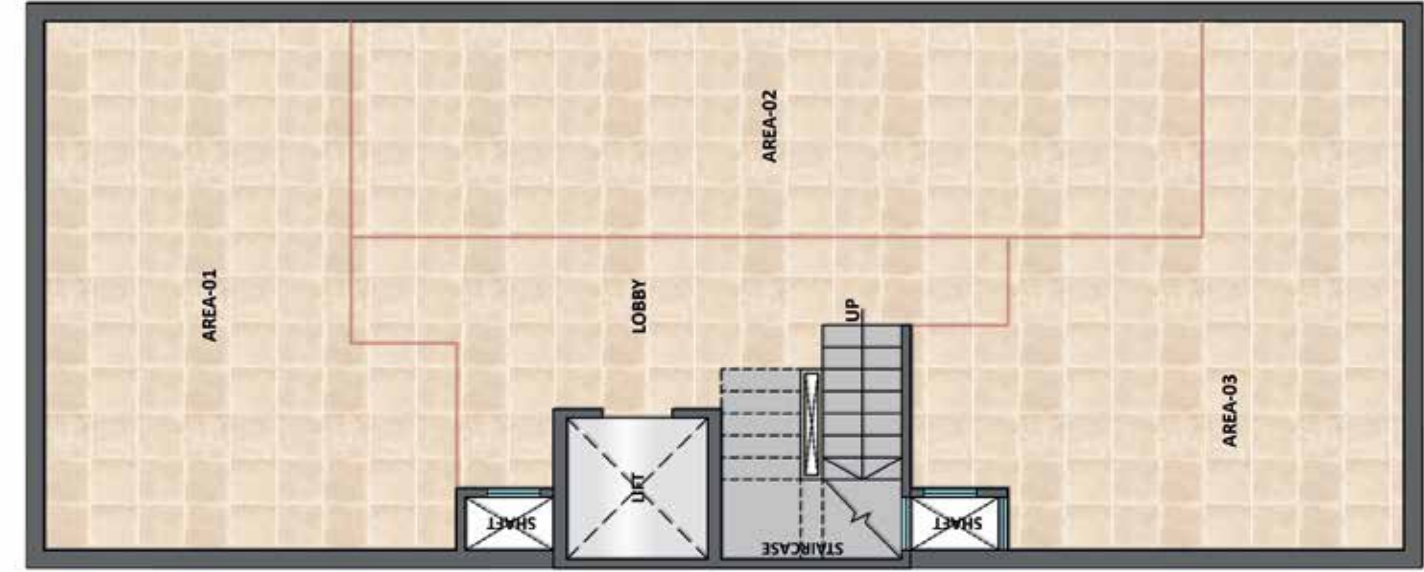 AREA-02
AREA-01
LOBBY
UP
AREA-03
LIFT
SHAFT
SHAFT
STAIRCASE